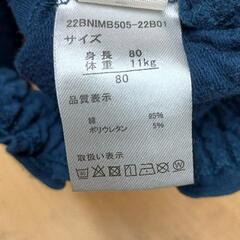 22BNIMB505-22B01
サイズ
身長 80
体重 11kg
80
品質表示
綿 95%
ポリウレタン 5%
取扱い表示